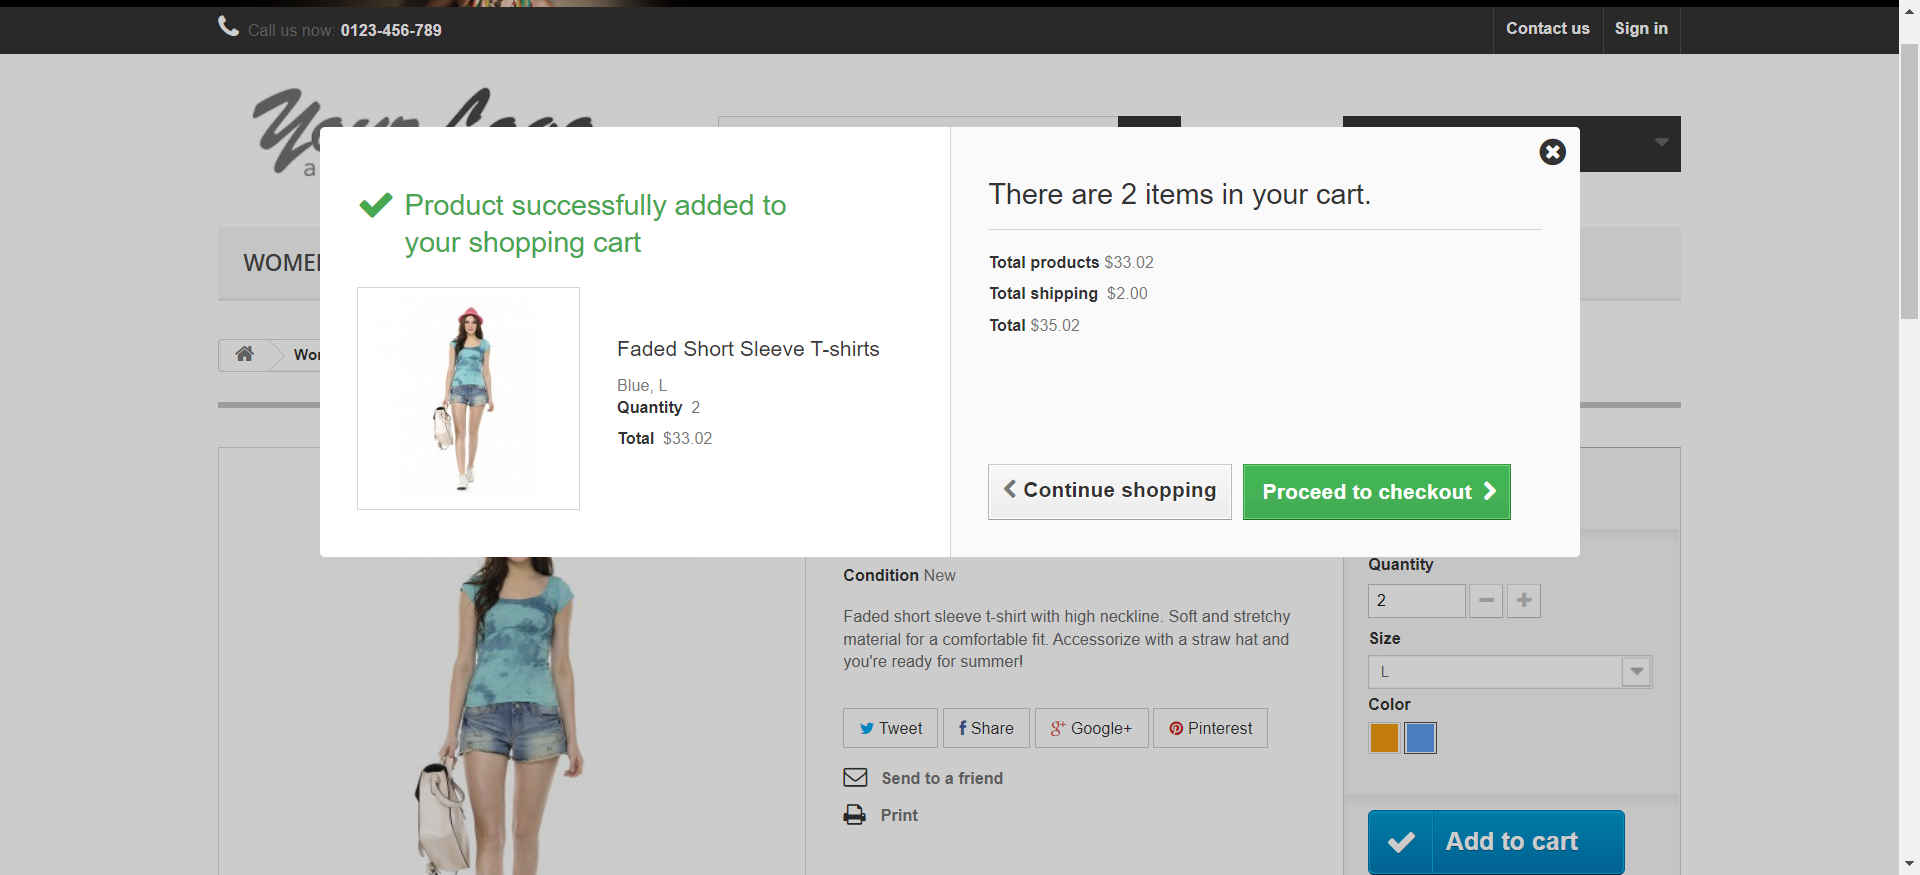 Call us now: 0123-456-789
Contact us
Sign in
Your Logo
a
Product successfully added to
your shopping cart
There are 2 items in your cart.
Total products $33.02
Total shipping $2.00
Total $35.02
Faded Short Sleeve T-shirts
Blue, L
Quantity 2
Total $33.02
Continue shopping
Proceed to checkout
Condition New
Faded short sleeve t-shirt with high neckline. Soft and stretchy
material for a comfortable fit. Accessorize with a straw hat and
you're ready for summer!
Tweet
Share
Google+
Pinterest
Send to a friend
Print
Quantity
2
Size
L
Color
Add to cart